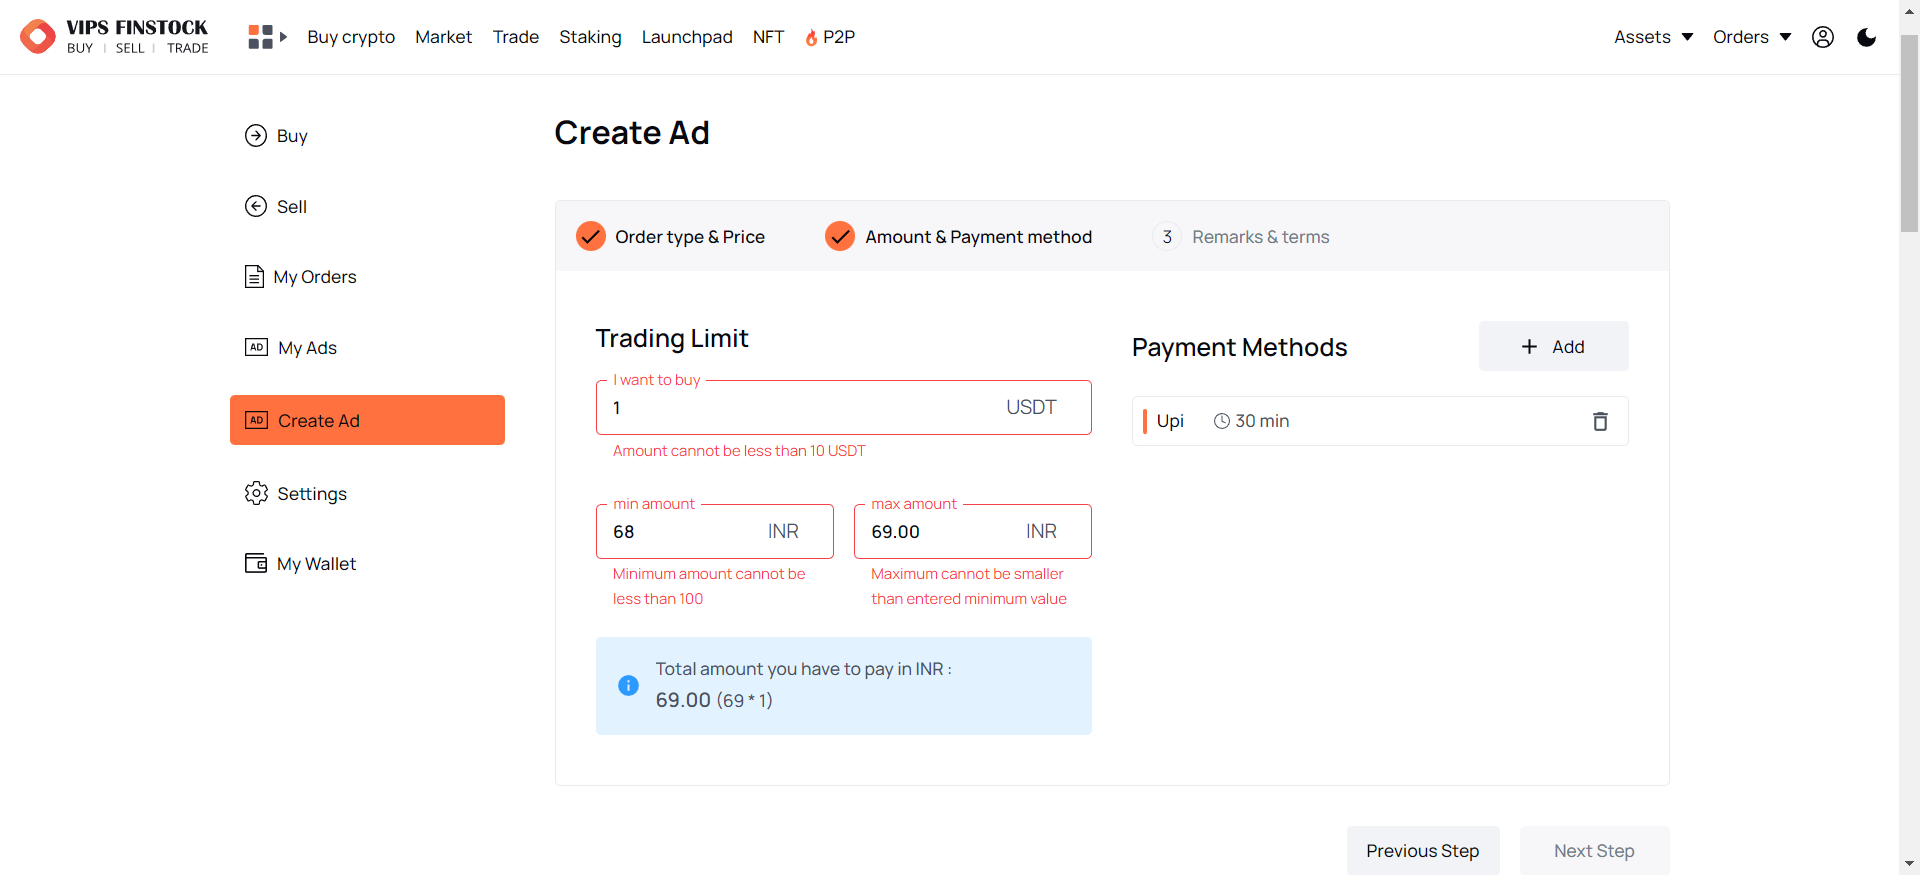 VIPS FINSTOCK
BUY | SELL | TRADE
Buy crypto Market Trade Staking Launchpad NFT P2P
Assets Orders
Buy
Sell
My Orders
AD My Ads
AD Create Ad
Settings
My Wallet
Create Ad
Order type & Price Amount & Payment method 3 Remarks & terms
Trading Limit
I want to buy
1 USDT
Amount cannot be less than 10 USDT
min amount
68 INR
Minimum amount cannot be
less than 100
max amount
69.00 INR
Maximum cannot be smaller
than entered minimum value
Total amount you have to pay in INR :
69.00 (69 * 1)
Payment Methods
+ Add
Upi 30 min
Previous Step Next Step